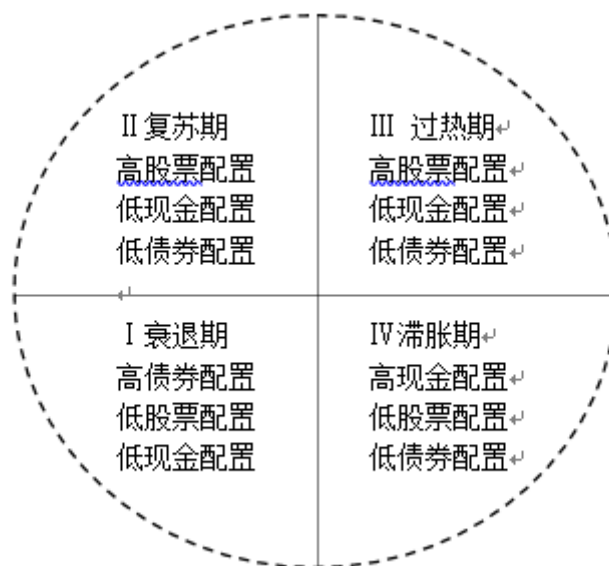 Ⅱ复苏期
高股票配置
低现金配置
低债券配置
Ⅲ 过热期
高股票配置
低现金配置
低债券配置
Ⅰ衰退期
高债券配置
低股票配置
低现金配置
Ⅳ滞胀期
高现金配置
低股票配置
低债券配置